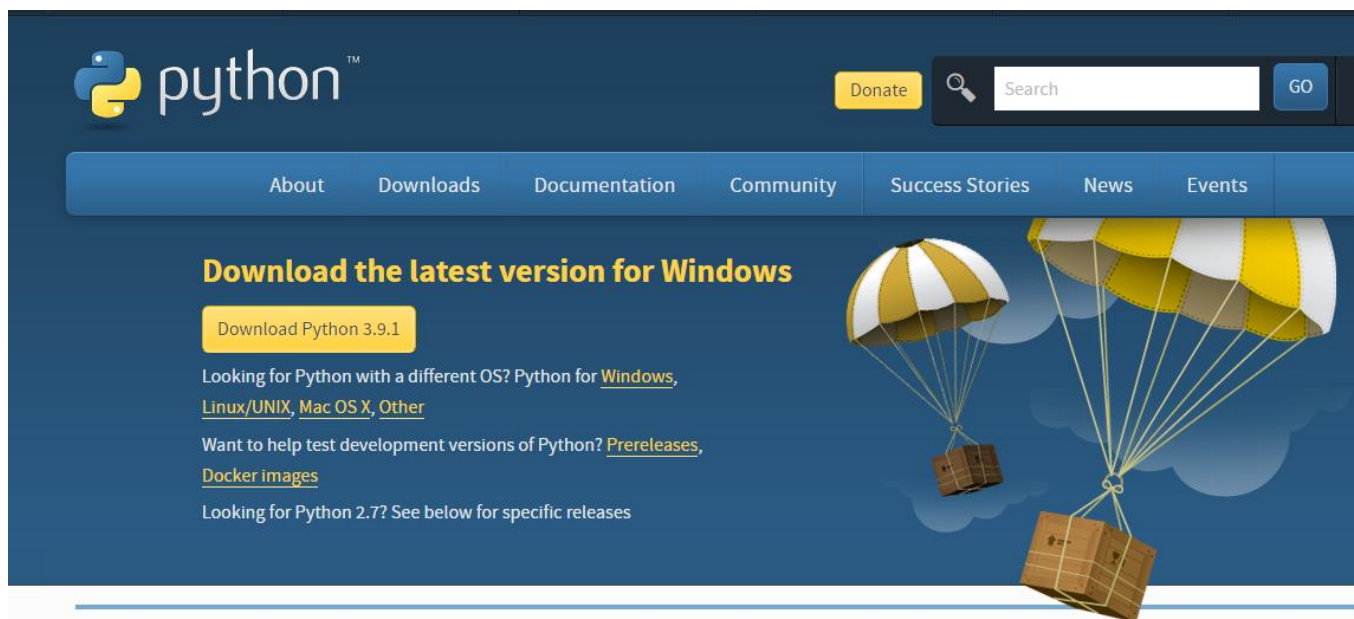 python™
Donate
Search
GO
About Downloads Documentation Community Success Stories News Events
Download the latest version for Windows
Download Python 3.9.1
Looking for Python with a different OS? Python for Windows,
Linux/UNIX, Mac OS X, Other
Want to help test development versions of Python? Prereleases,
Docker images
Looking for Python 2.7? See below for specific releases